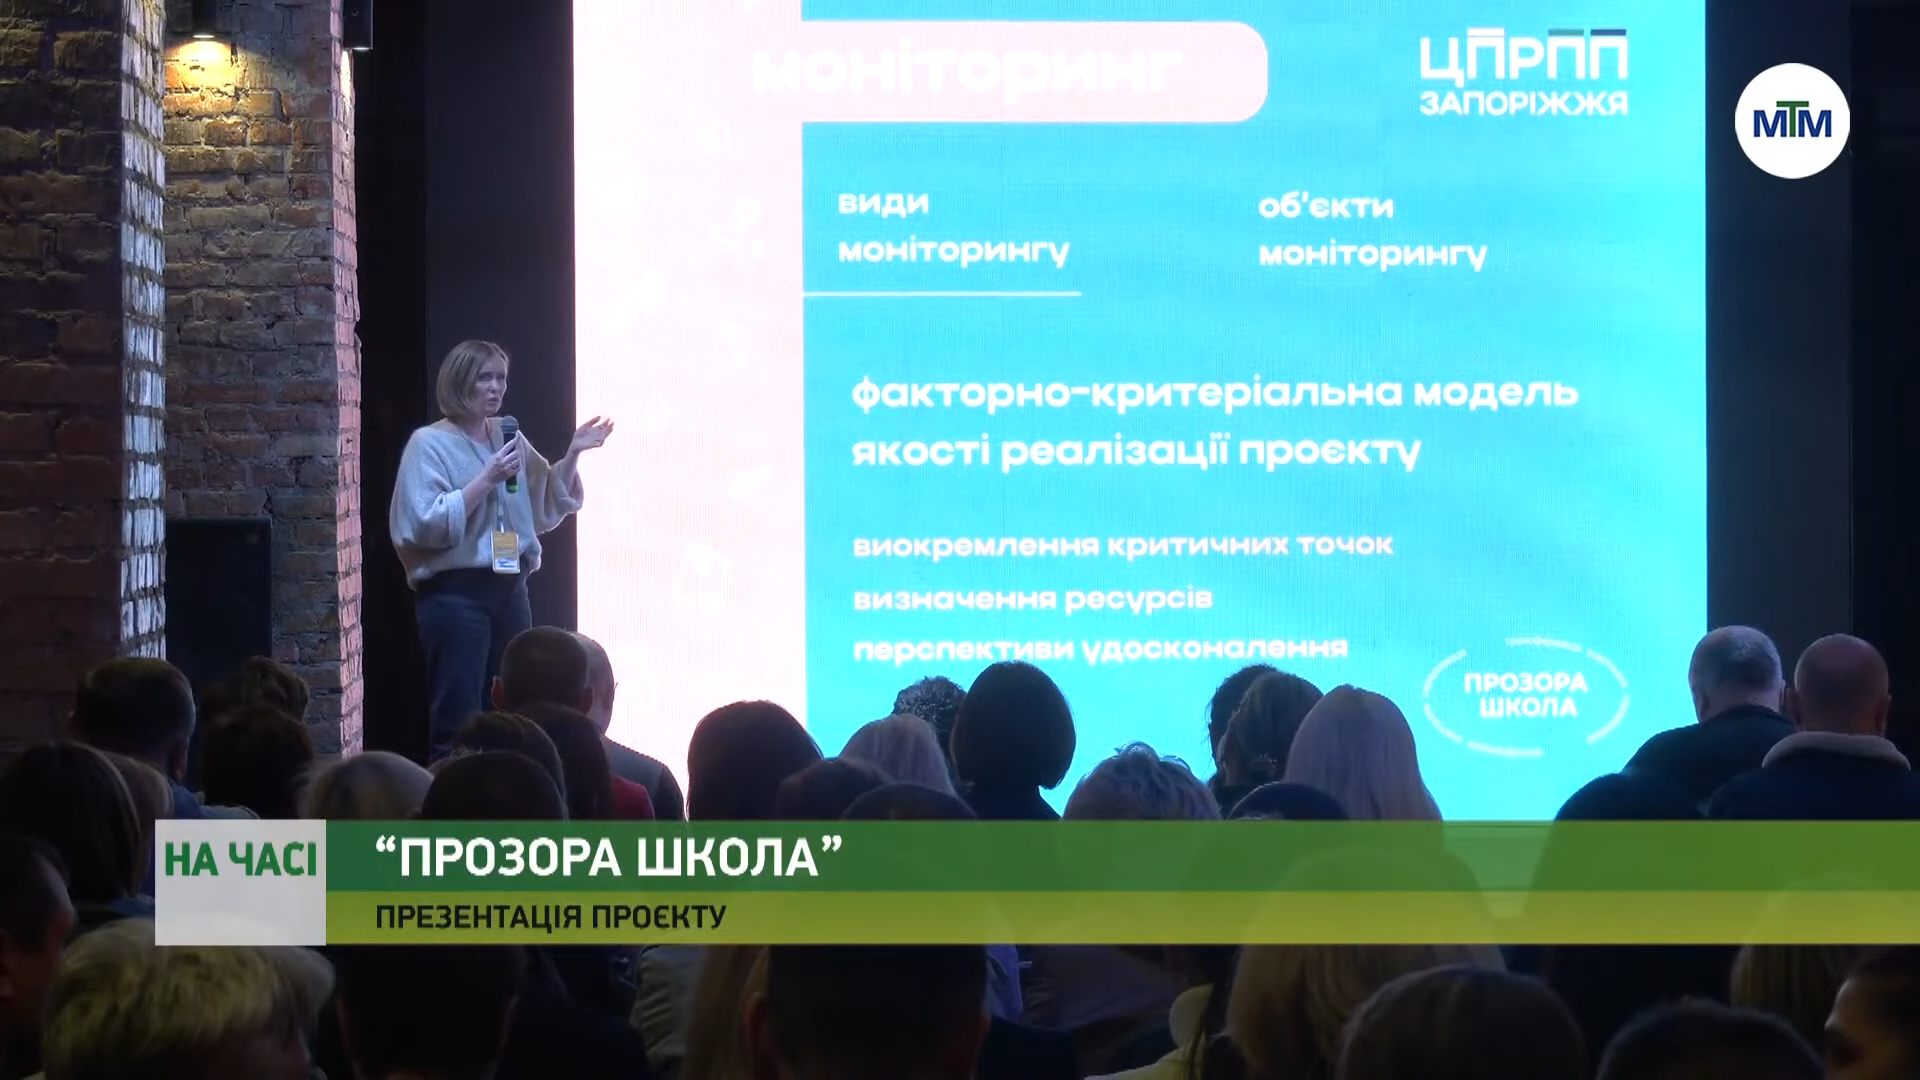 моніторинг
ЦПРПП
ЗАПОРІЖЖЯ
МТМ
види
моніторингу
об'єкти
моніторингу
факторно-критеріальна модель
якості реалізації проєкту
виокремлення критичних точок
визначення ресурсів
перспективи удосконалення
ПРОЗОРА
ШКОЛА
НА ЧАСІ
“ПРОЗОРА ШКОЛА”
ПРЕЗЕНТАЦІЯ ПРОЄКТУ